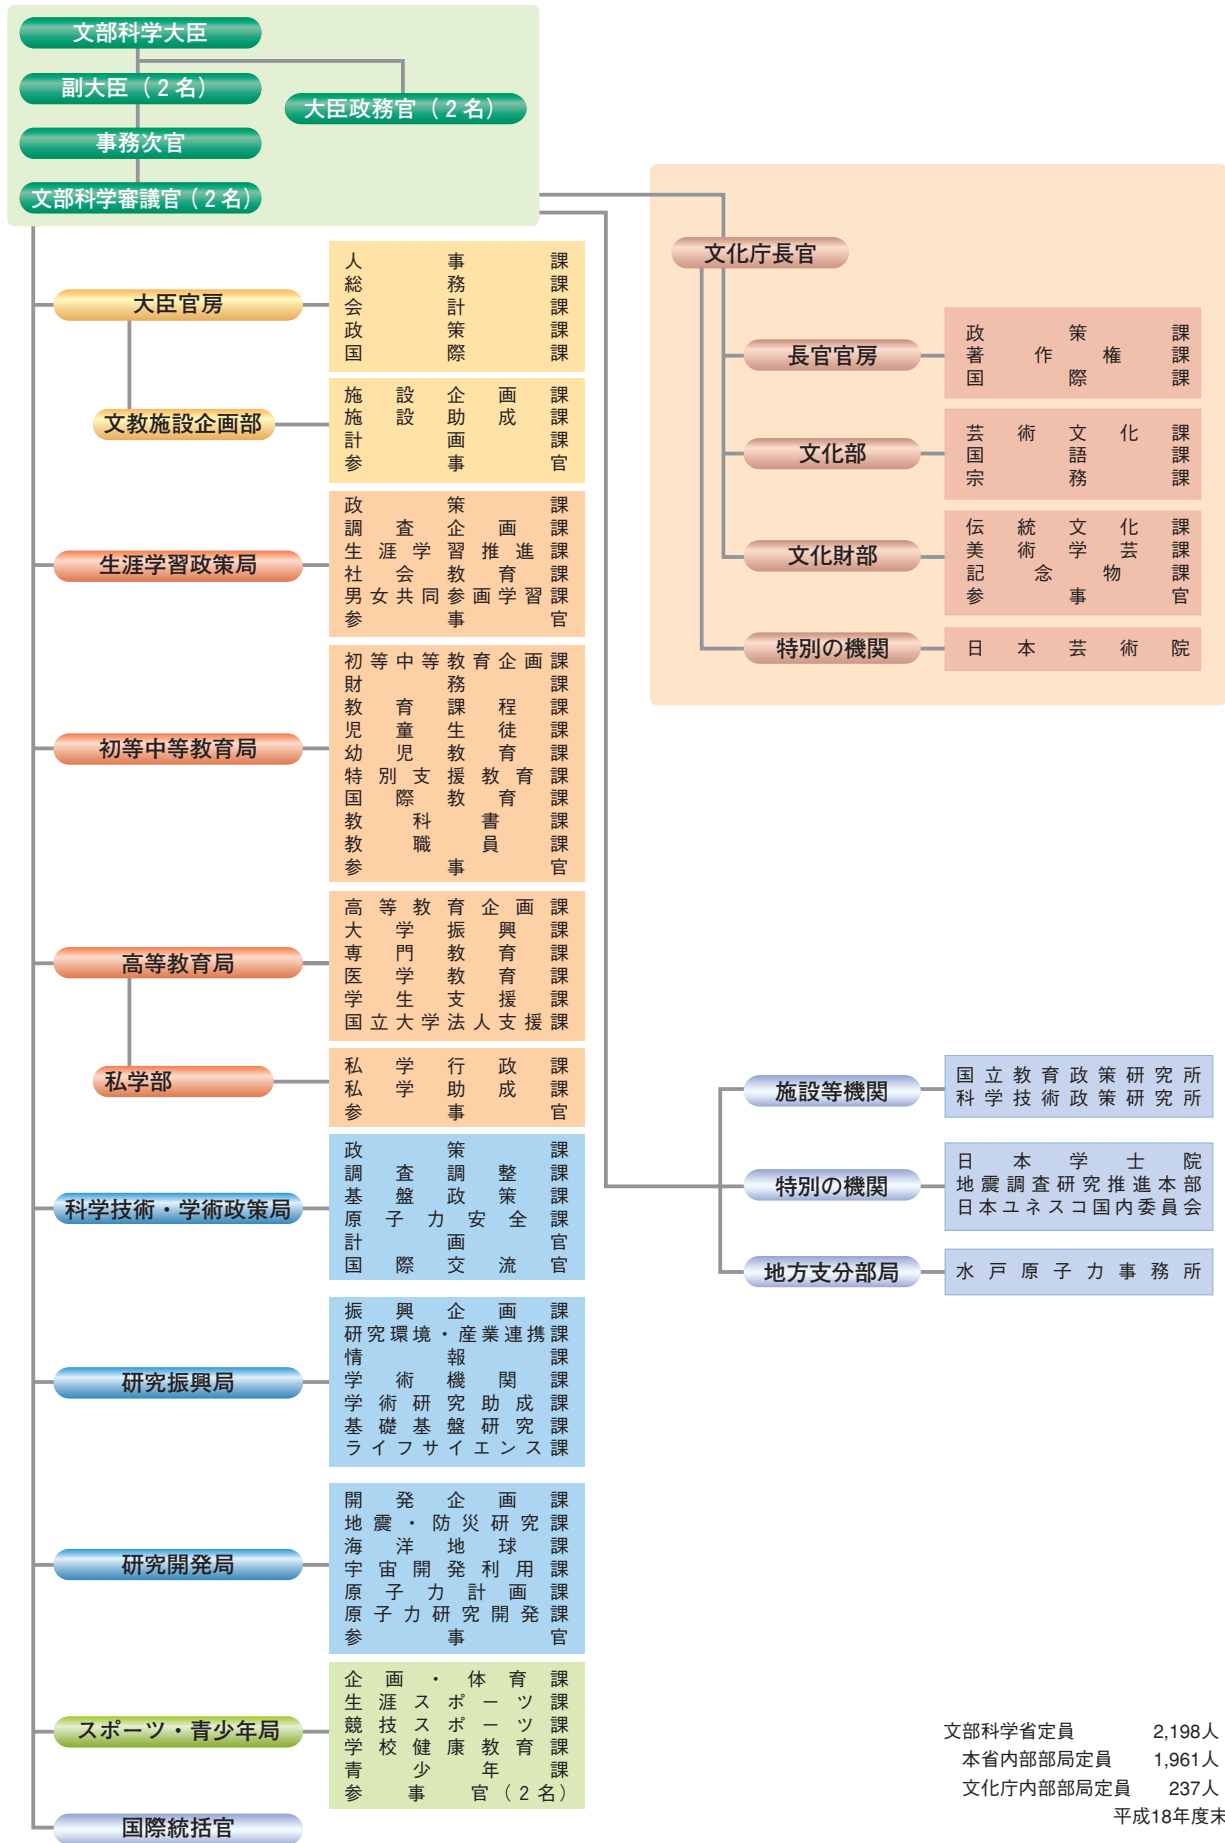 文部科学大臣
副大臣（2名）
大臣政務官（2名）
事務次官
文部科学審議官（2名）
大臣官房
人事課
総務課
会計課
政策課
国際課
文教施設企画部
施設企画課
施設助成課
計画課
参事官
生涯学習政策局
政策課
調査企画課
生涯学習推進課
社会教育課
男女共同参画学習課
参事官
初等中等教育局
初等中等教育企画課
財務課
教育課程課
児童生徒課
幼児教育課
特別支援教育課
国際教育課
教科書課
教職員課
参事官
高等教育局
高等教育企画課
大学振興課
専門教育課
医学教育課
学生支援課
国立大学法人支援課
私学部
私学行政課
私学助成課
参事官
科学技術・学術政策局
政策課
調査調整課
基盤政策課
原子力安全課
計画官
国際交流官
研究振興局
振興企画課
研究環境・産業連携課
情報課
学術機関課
学術研究助成課
基礎基盤研究課
ライフサイエンス課
研究開発局
開発企画課
地震・防災研究課
海洋地球課
宇宙開発利用課
原子力計画課
原子力研究開発課
参事官
スポーツ・青少年局
企画・体育課
生涯スポーツ課
競技スポーツ課
学校健康教育課
青少年課
参事官（2名）
国際統括官
文化庁長官
長官官房
政策課
著作権課
国際課
文化部
芸術文化課
国語課
宗務課
文化財部
伝統文化課
美術学芸課
記念物課
参事官
特別の機関
日本芸術院
施設等機関
国立教育政策研究所
科学技術政策研究所
特別の機関
日本学士院
地震調査研究推進本部
日本ユネスコ国内委員会
地方支分部局
水戸原子力事務所
文部科学省定員 2,198人
本省内部部局定員 1,961人
文化庁内部部局定員 237人
平成18年度末